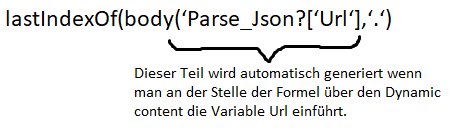 lastIndexOf(body(‘Parse_Json?[‘Url‘],‘.‘)
Dieser Teil wird automatisch generiert wenn
man an der Stelle der Formel über den Dynamic
content die Variable Url einführt.